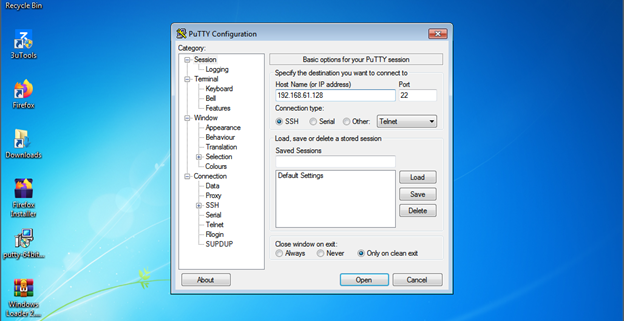 Recycle Bin
3uTools
Firefox
Downloads
Firefox
Installer
putty-64bit...
Windows
Loader 2....
PuTTY Configuration
Category:
Session
Logging
Terminal
Keyboard
Bell
Features
Window
Appearance
Behaviour
Translation
Selection
Colours
Connection
Data
Proxy
SSH
Serial
Telnet
Rlogin
SUPDUP
Basic options for your PuTTY session
Specify the destination you want to connect to
Host Name (or IP address) Port
192.168.61.128 22
Connection type:
SSH Serial Other: Telnet
Load, save or delete a stored session
Saved Sessions
Default Settings
Load
Save
Delete
Close window on exit:
Always Never Only on clean exit
About Open Cancel